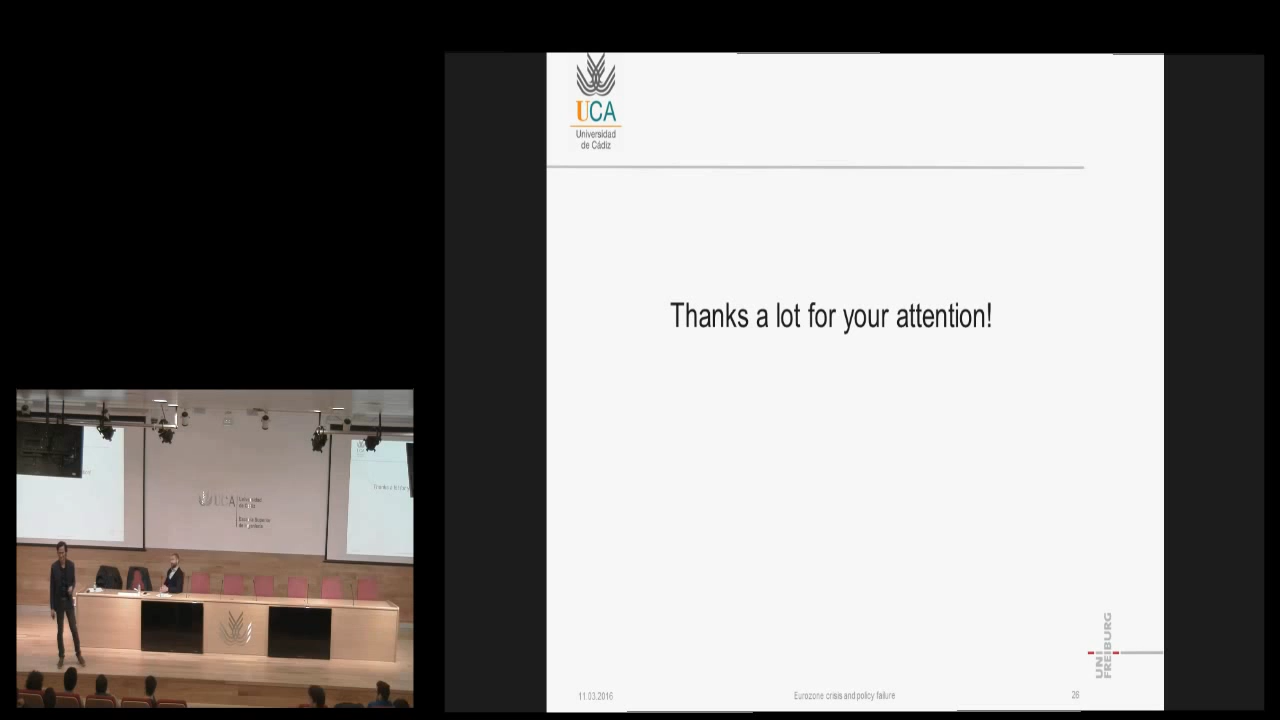 UCA
Universidad
de Cádiz
Thanks a lot for your attention!
UNI
FREIBURG
11.03.2016
Eurozone crisis and policy failure
26
UCA